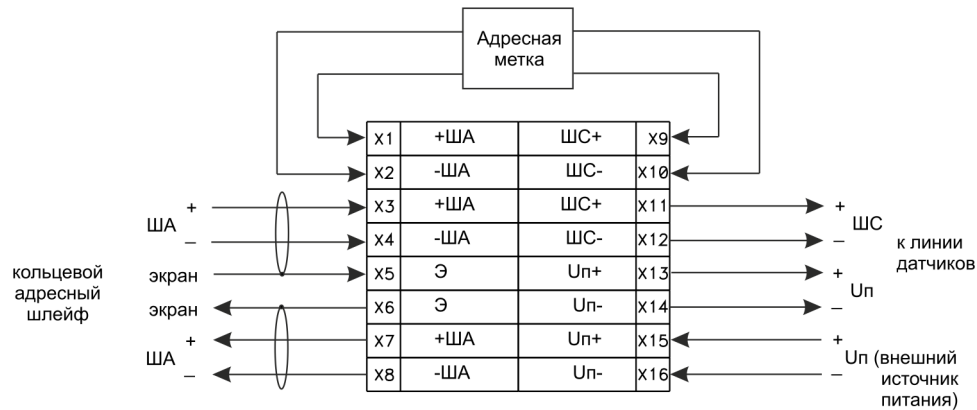 Адресная
метка
X1 +ША ШС+ X9
X2 -ША ШС- X10
+ X3 +ША ШС+ X11 +
ША ШС
– X4 -ША ШС- X12 –
к линии
датчиков
экран X5 Э Uп+ X13 +
Uп
экран X6 Э Uп- X14 –
кольцевой
адресный
шлейф
+ X7 +ША Uп+ X15 +
ША Uп (внешний
– X8 -ША Uп- X16 – источник
питания)